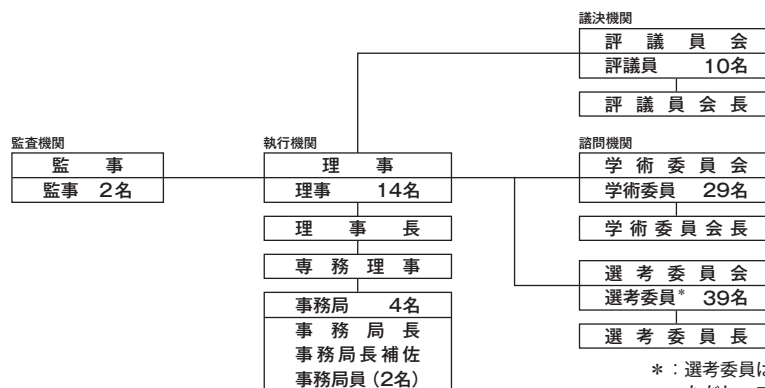 議決機関
評議員会
評議員 10名
評議員会長
監査機関
監事
監事 2名
執行機関
理事
理事 14名
理事長
専務理事
事務局 4名
事務局長
事務局長補佐
事務局員(2名)
諮問機関
学術委員会
学術委員 29名
学術委員会長
選考委員会
選考委員* 39名
選考委員長
*:選考委員は